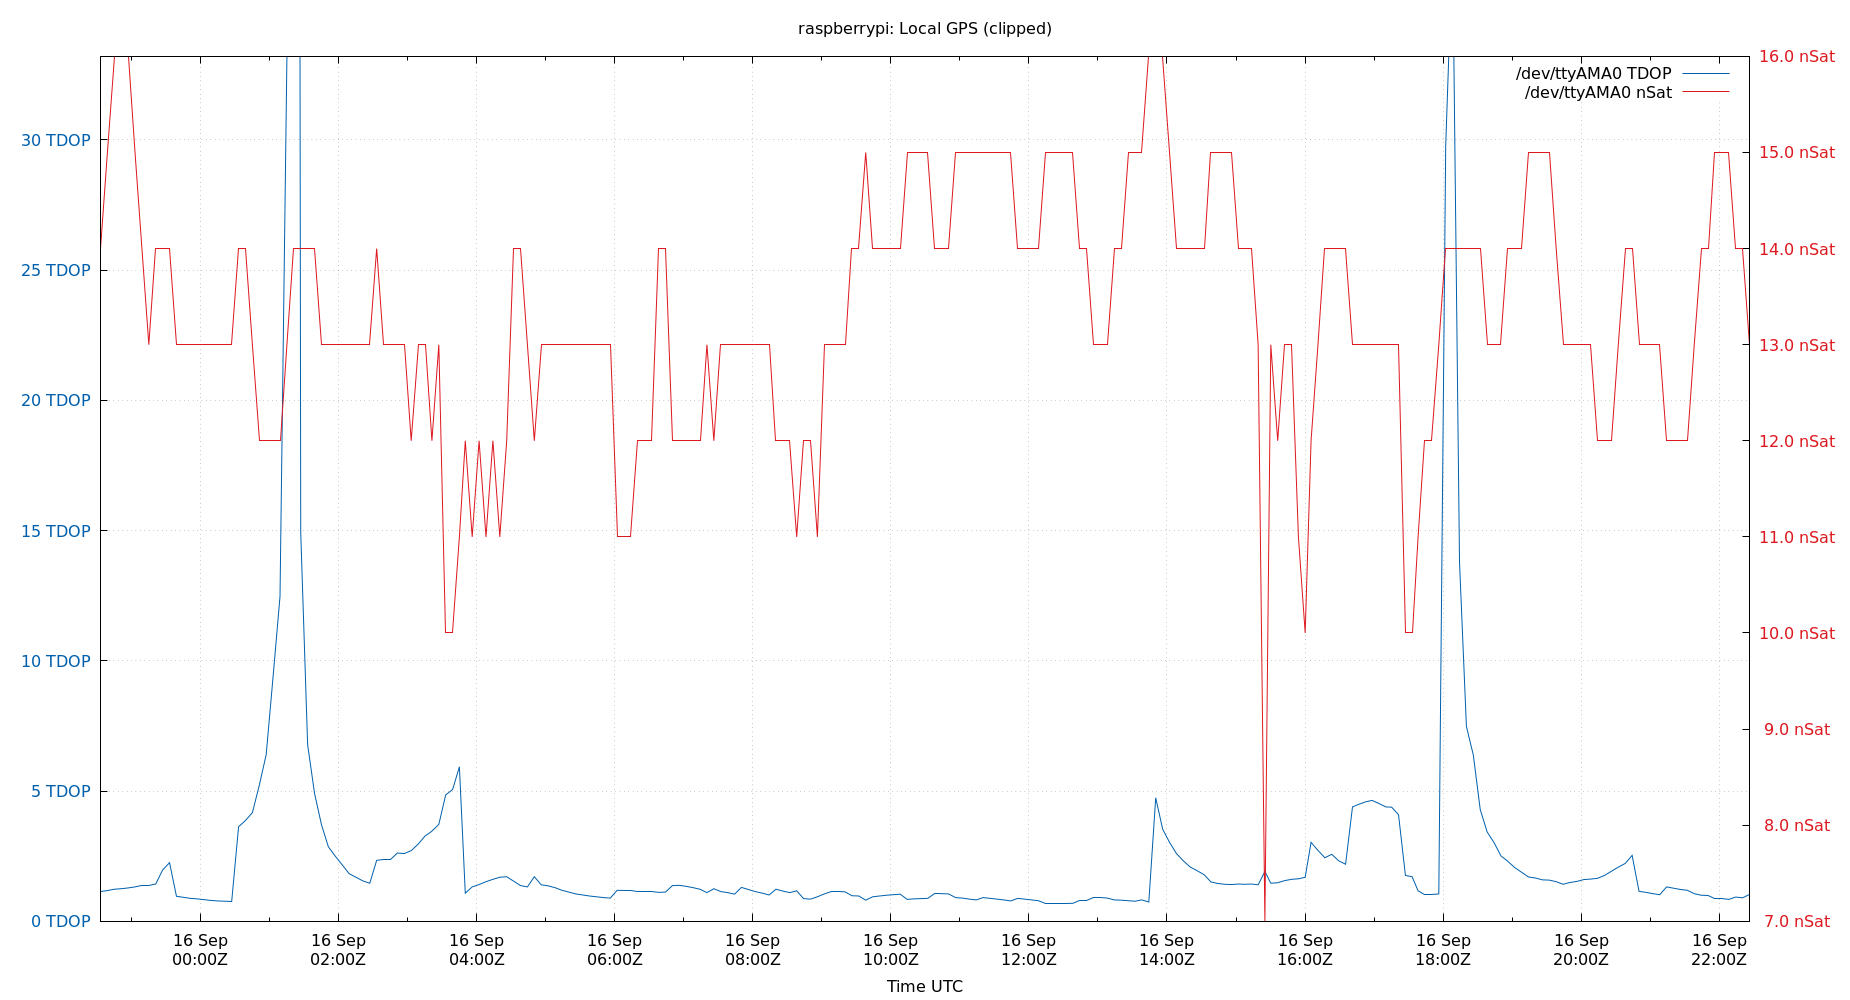 raspberrypi: Local GPS (clipped)
/dev/ttyAMA0 TDOP
/dev/ttyAMA0 nSat
30 TDOP
25 TDOP
20 TDOP
15 TDOP
10 TDOP
5 TDOP
0 TDOP
16.0 nSat
15.0 nSat
14.0 nSat
13.0 nSat
12.0 nSat
11.0 nSat
10.0 nSat
9.0 nSat
8.0 nSat
7.0 nSat
16 Sep 16 Sep 16 Sep 16 Sep 16 Sep 16 Sep 16 Sep 16 Sep 16 Sep 16 Sep 16 Sep 16 Sep
00:00Z 02:00Z 04:00Z 06:00Z 08:00Z 10:00Z 12:00Z 14:00Z 16:00Z 18:00Z 20:00Z 22:00Z
Time UTC